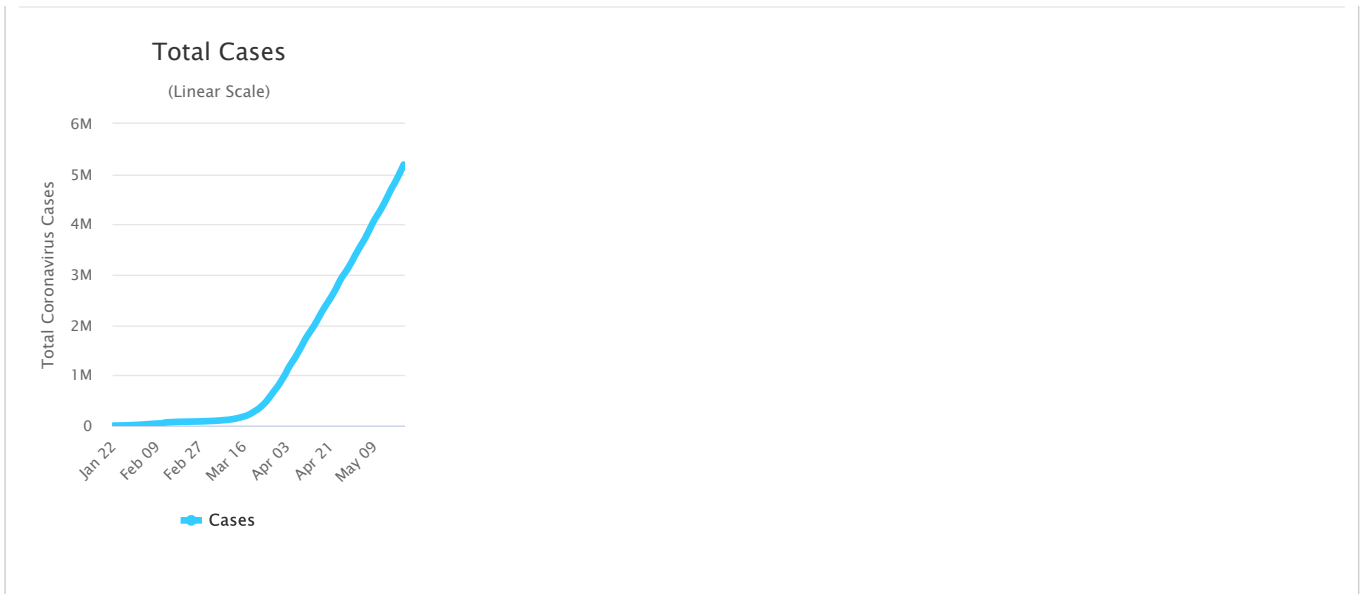 Total Cases
(Linear Scale)
Total Coronavirus Cases
6M
5M
4M
3M
2M
1M
0
Jan 22
Feb 09
Feb 27
Mar 16
Apr 03
Apr 21
May 09
Cases